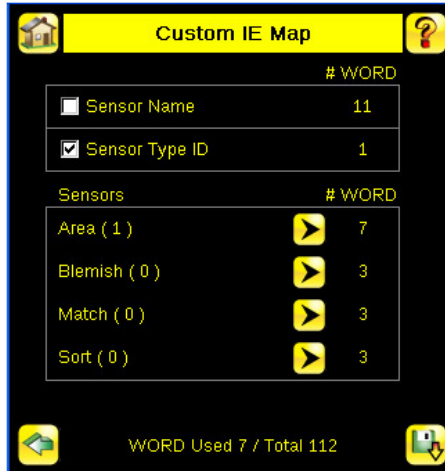 Custom IE Map
# WORD
Sensor Name 11
Sensor Type ID 1
Sensors # WORD
Area ( 1 ) 7
Blemish ( 0 ) 3
Match ( 0 ) 3
Sort ( 0 ) 3
WORD Used 7 / Total 112